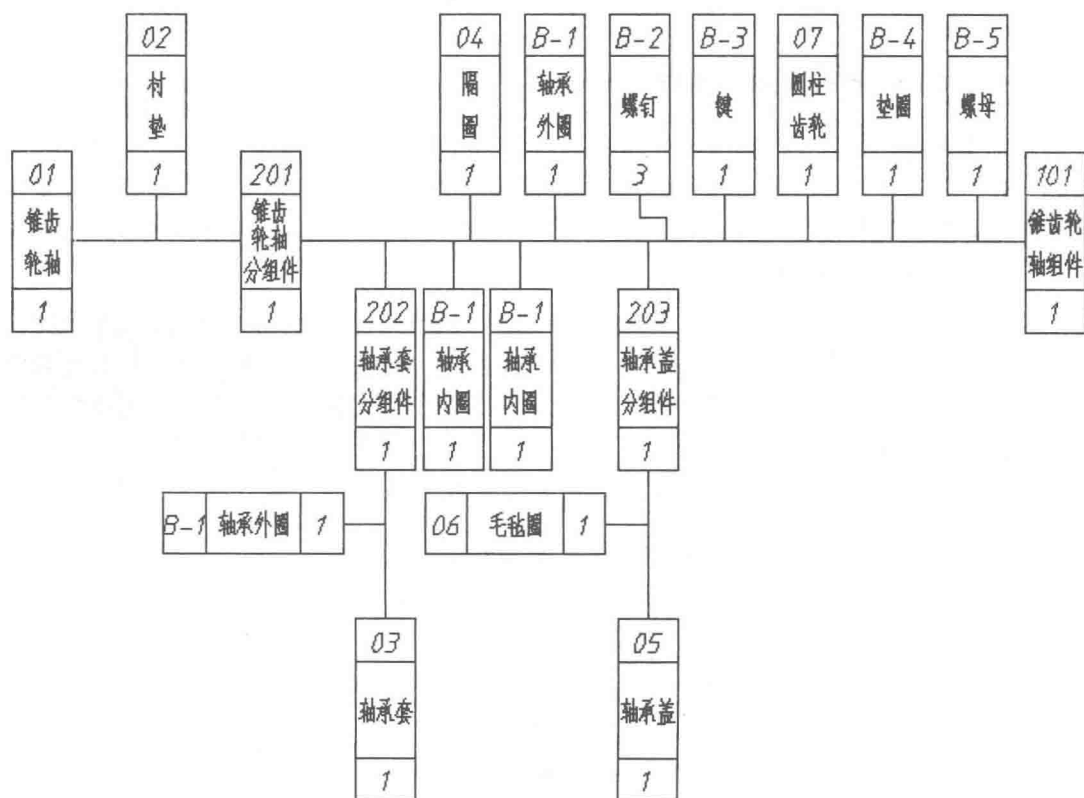 02
村
垫
1
04
隔
圈
1
B-1
轴承
外圈
1
B-2
螺钉
3
B-3
键
1
07
圆柱
齿轮
1
B-4
垫圈
1
B-5
螺母
1
01
锥齿
轮轴
1
201
锥齿
轮轴
分组件
1
101
锥齿轮
轴组件
1
202
轴承套
分组件
1
B-1
轴承
内圈
1
B-1
轴承
内圈
1
203
轴承盖
分组件
1
B-1 轴承外圈 1
06 毛毡圈 1
03
轴承套
1
05
轴承盖
1